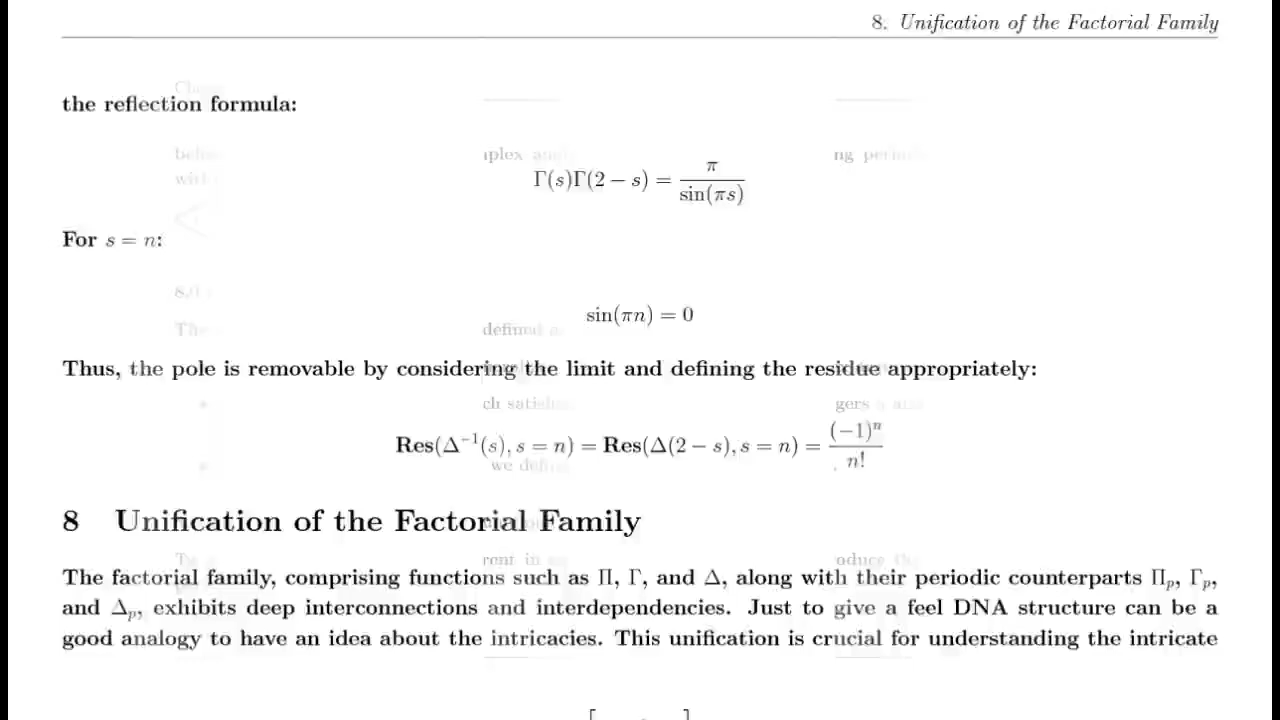 8. Unification of the Factorial Family
the reflection formula:
Γ(s)Γ(2 − s) = π / sin(πs)
For s = n:
sin(πn) = 0
Thus, the pole is removable by considering the limit and defining the residue appropriately:
Res(Δ⁻¹(s), s = n) = Res(Δ(2 − s), s = n) = (−1)ⁿ / n!
8 Unification of the Factorial Family
The factorial family, comprising functions such as Π, Γ, and Δ, along with their periodic counterparts Πₚ, Γₚ,
and Δₚ, exhibits deep interconnections and interdependencies. Just to give a feel DNA structure can be a
good analogy to have an idea about the intricacies. This unification is crucial for understanding the intricate